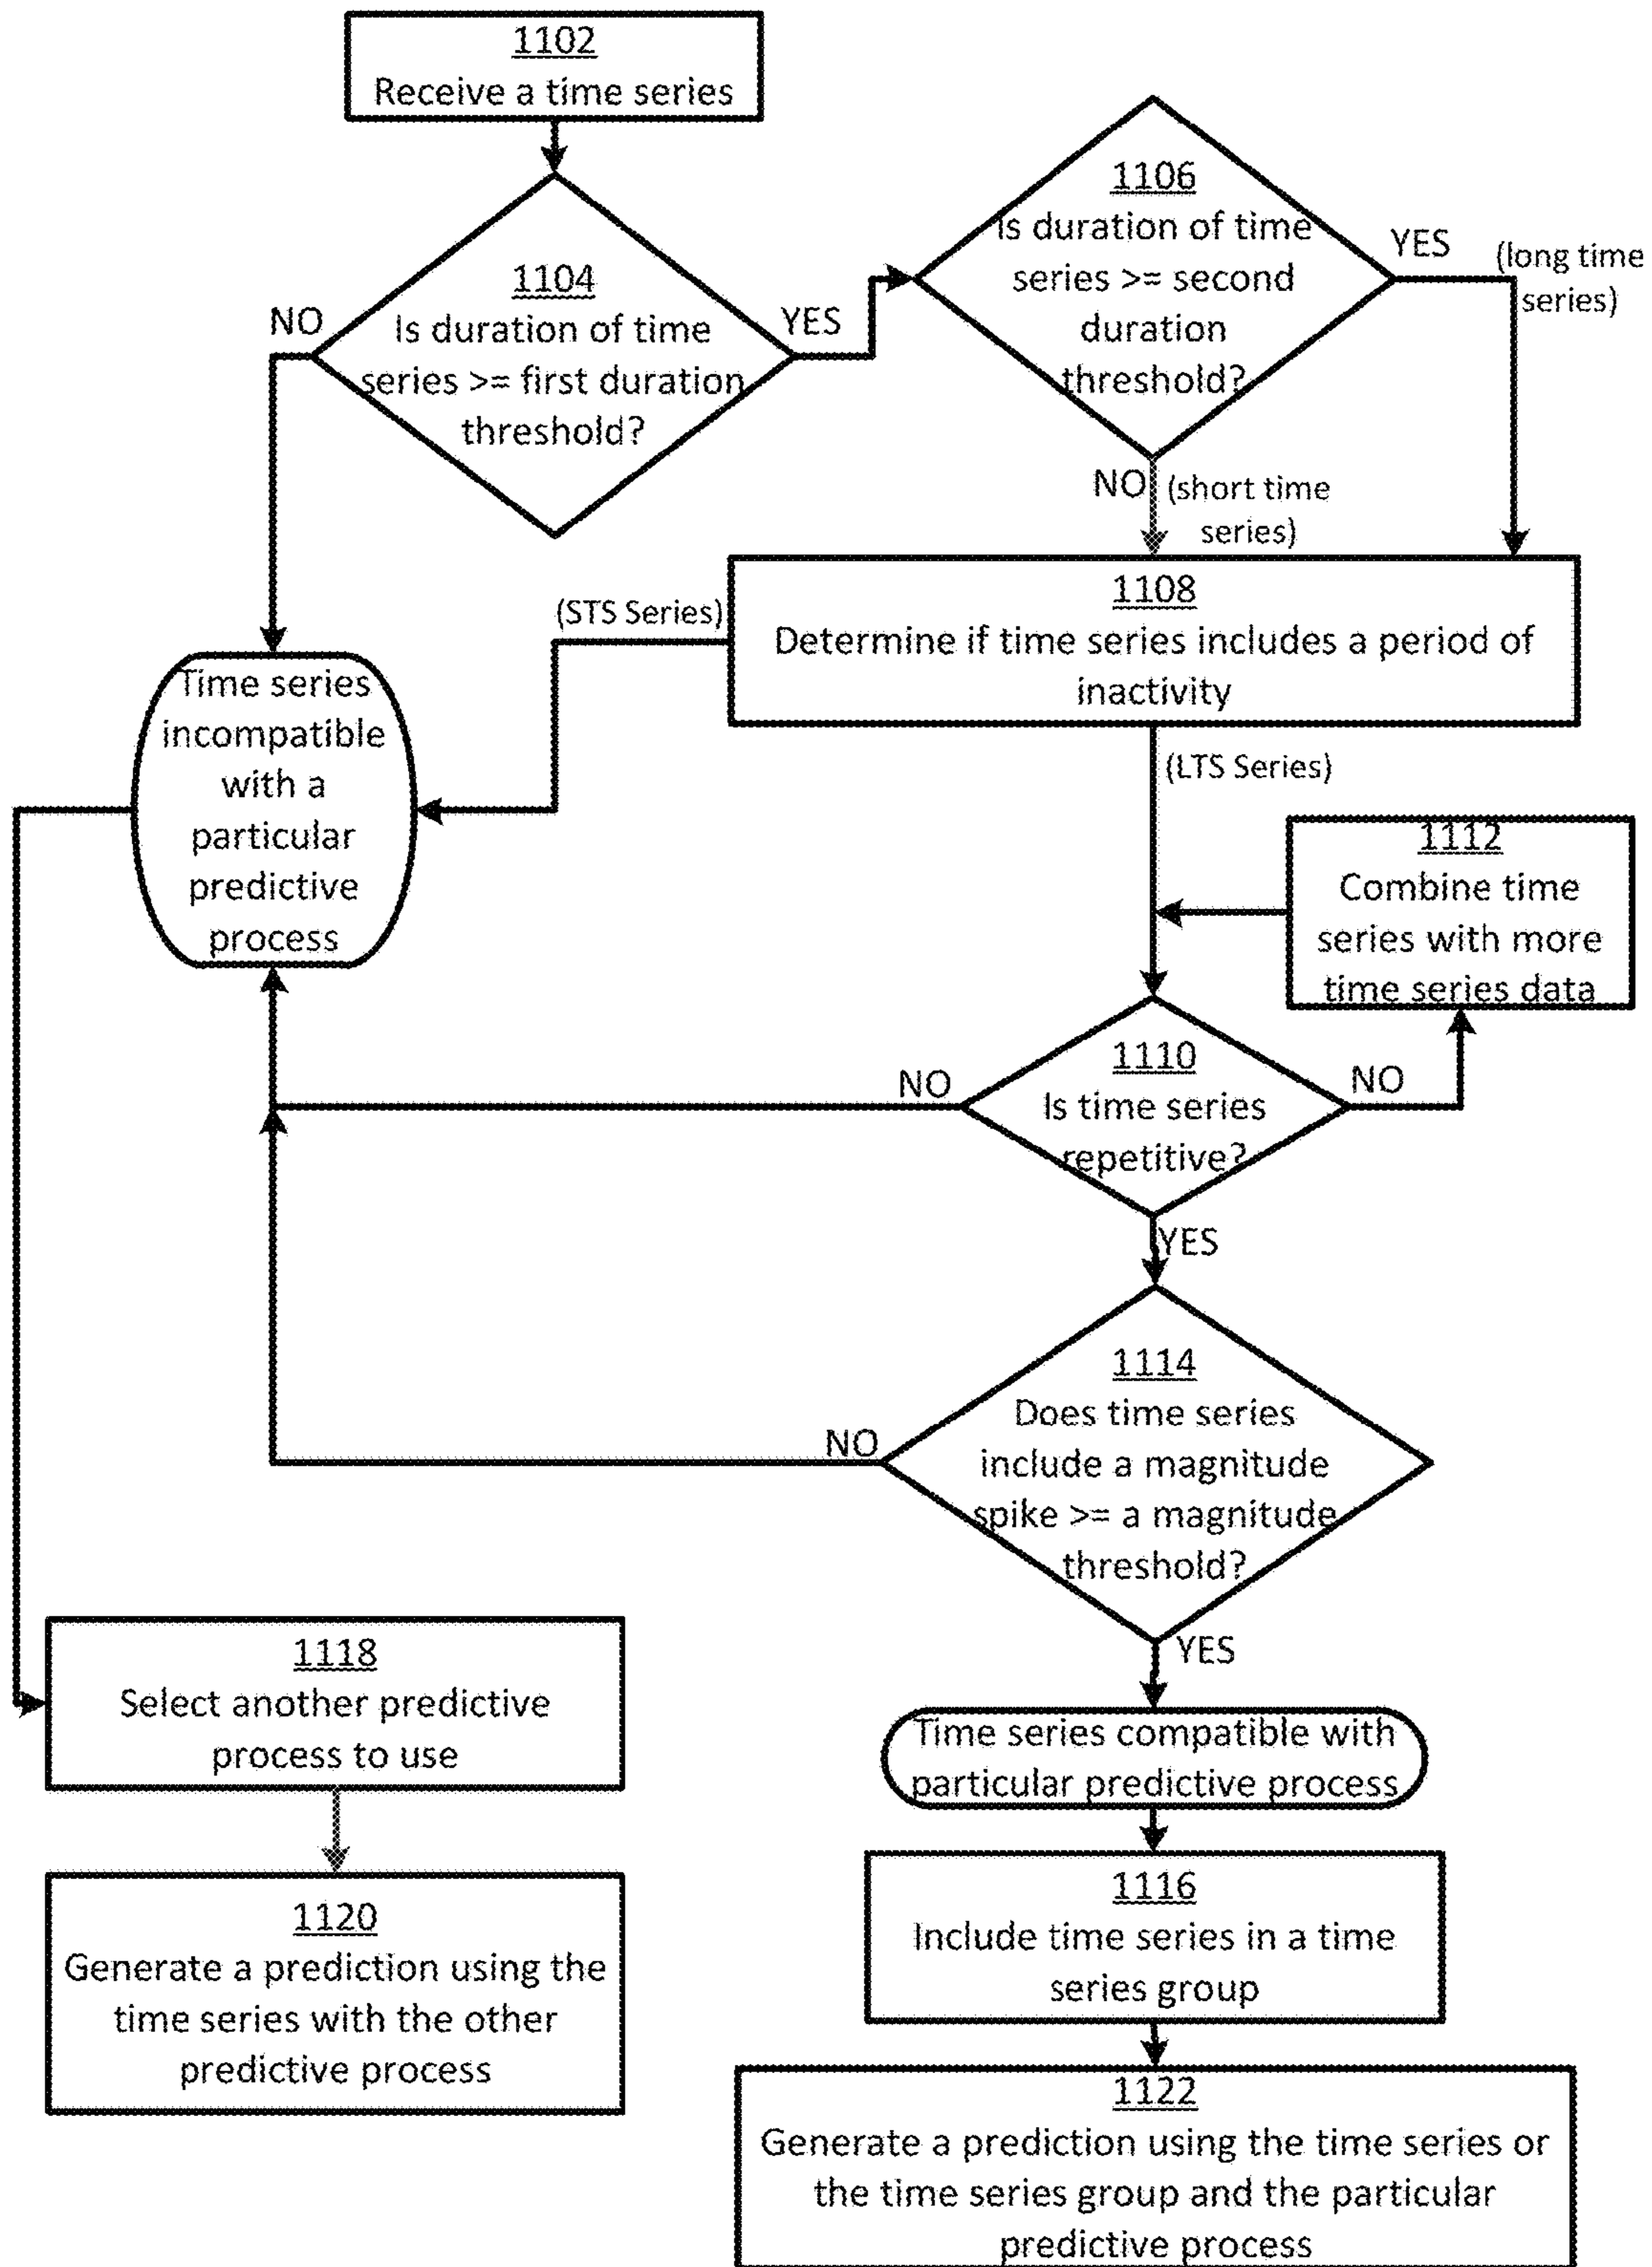 1102
Receive a time series
1104
Is duration of time
series >= first duration
threshold?
NO
YES
1106
Is duration of time
series >= second
duration
threshold?
YES
(long time
series)
NO
(short time
series)
1108
Determine if time series includes a period of
inactivity
(STS Series)
(LTS Series)
Time series
incompatible
with a
particular
predictive
process
1112
Combine time
series with more
time series data
1110
Is time series
repetitive?
NO
NO
YES
1114
Does time series
include a magnitude
spike >= a magnitude
threshold?
NO
YES
1118
Select another predictive
process to use
Time series compatible with
particular predictive process
1120
Generate a prediction using the
time series with the other
predictive process
1116
Include time series in a time
series group
1122
Generate a prediction using the time series or
the time series group and the particular
predictive process